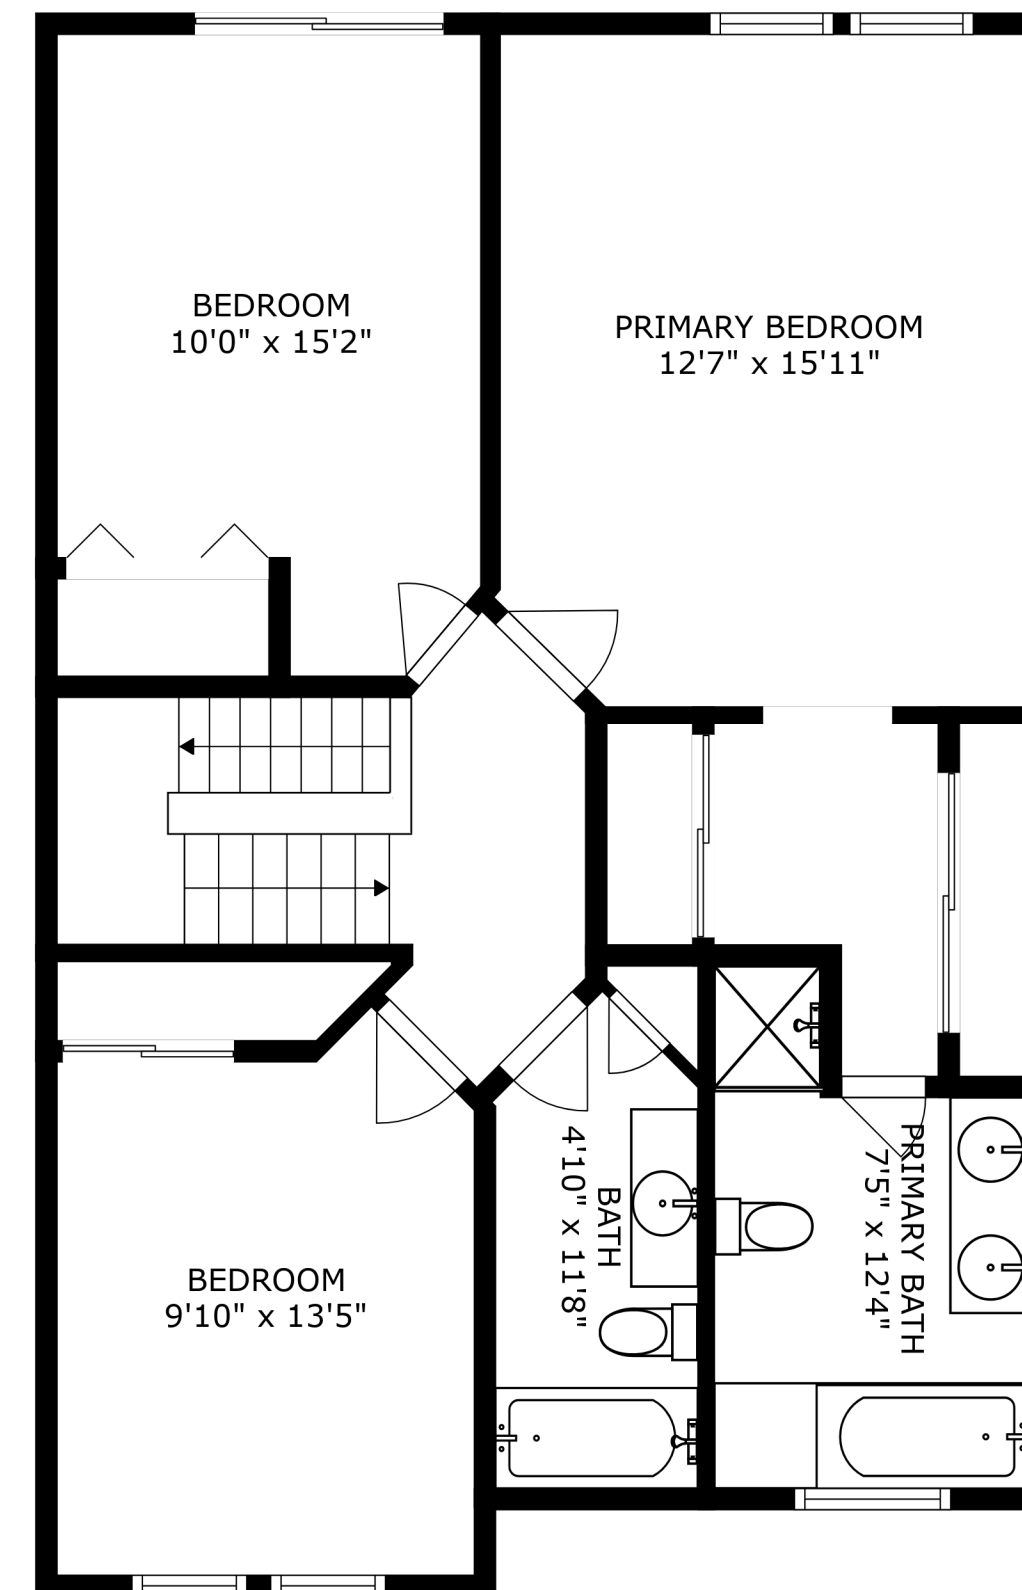 BEDROOM
10'0" x 15'2"
PRIMARY BEDROOM
12'7" x 15'11"
BATH
4'10" x 11'8"
PRIMARY BATH
7'5" x 12'4"
BEDROOM
9'10" x 13'5"